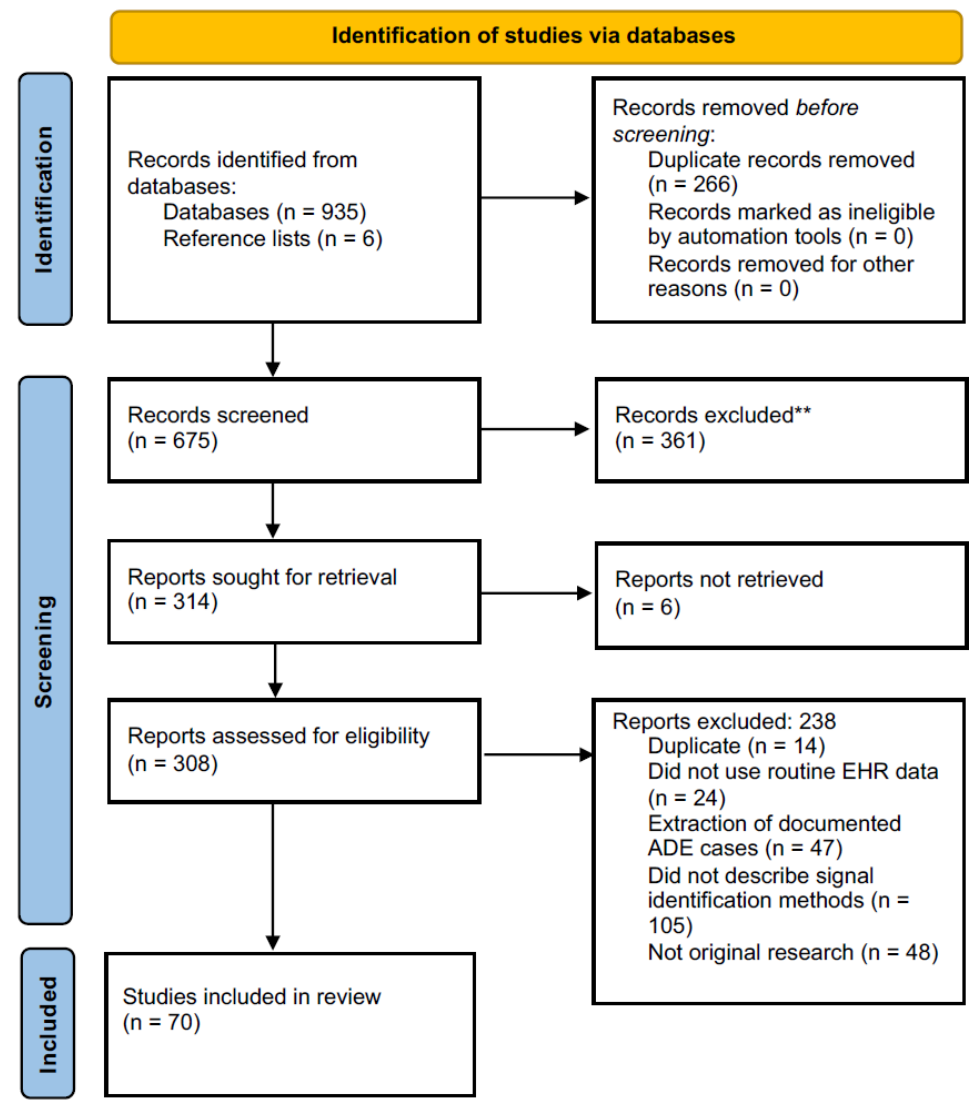 Identification of studies via databases
Identification
Records identified from
databases:
Databases (n = 935)
Reference lists (n = 6)
Records removed before
screening:
Duplicate records removed
(n = 266)
Records marked as ineligible
by automation tools (n = 0)
Records removed for other
reasons (n = 0)
Screening
Records screened
(n = 675)
Records excluded**
(n = 361)
Reports sought for retrieval
(n = 314)
Reports not retrieved
(n = 6)
Reports assessed for eligibility
(n = 308)
Reports excluded: 238
Duplicate (n = 14)
Did not use routine EHR data
(n = 24)
Extraction of documented
ADE cases (n = 47)
Did not describe signal
identification methods (n =
105)
Not original research (n = 48)
Included
Studies included in review
(n = 70)